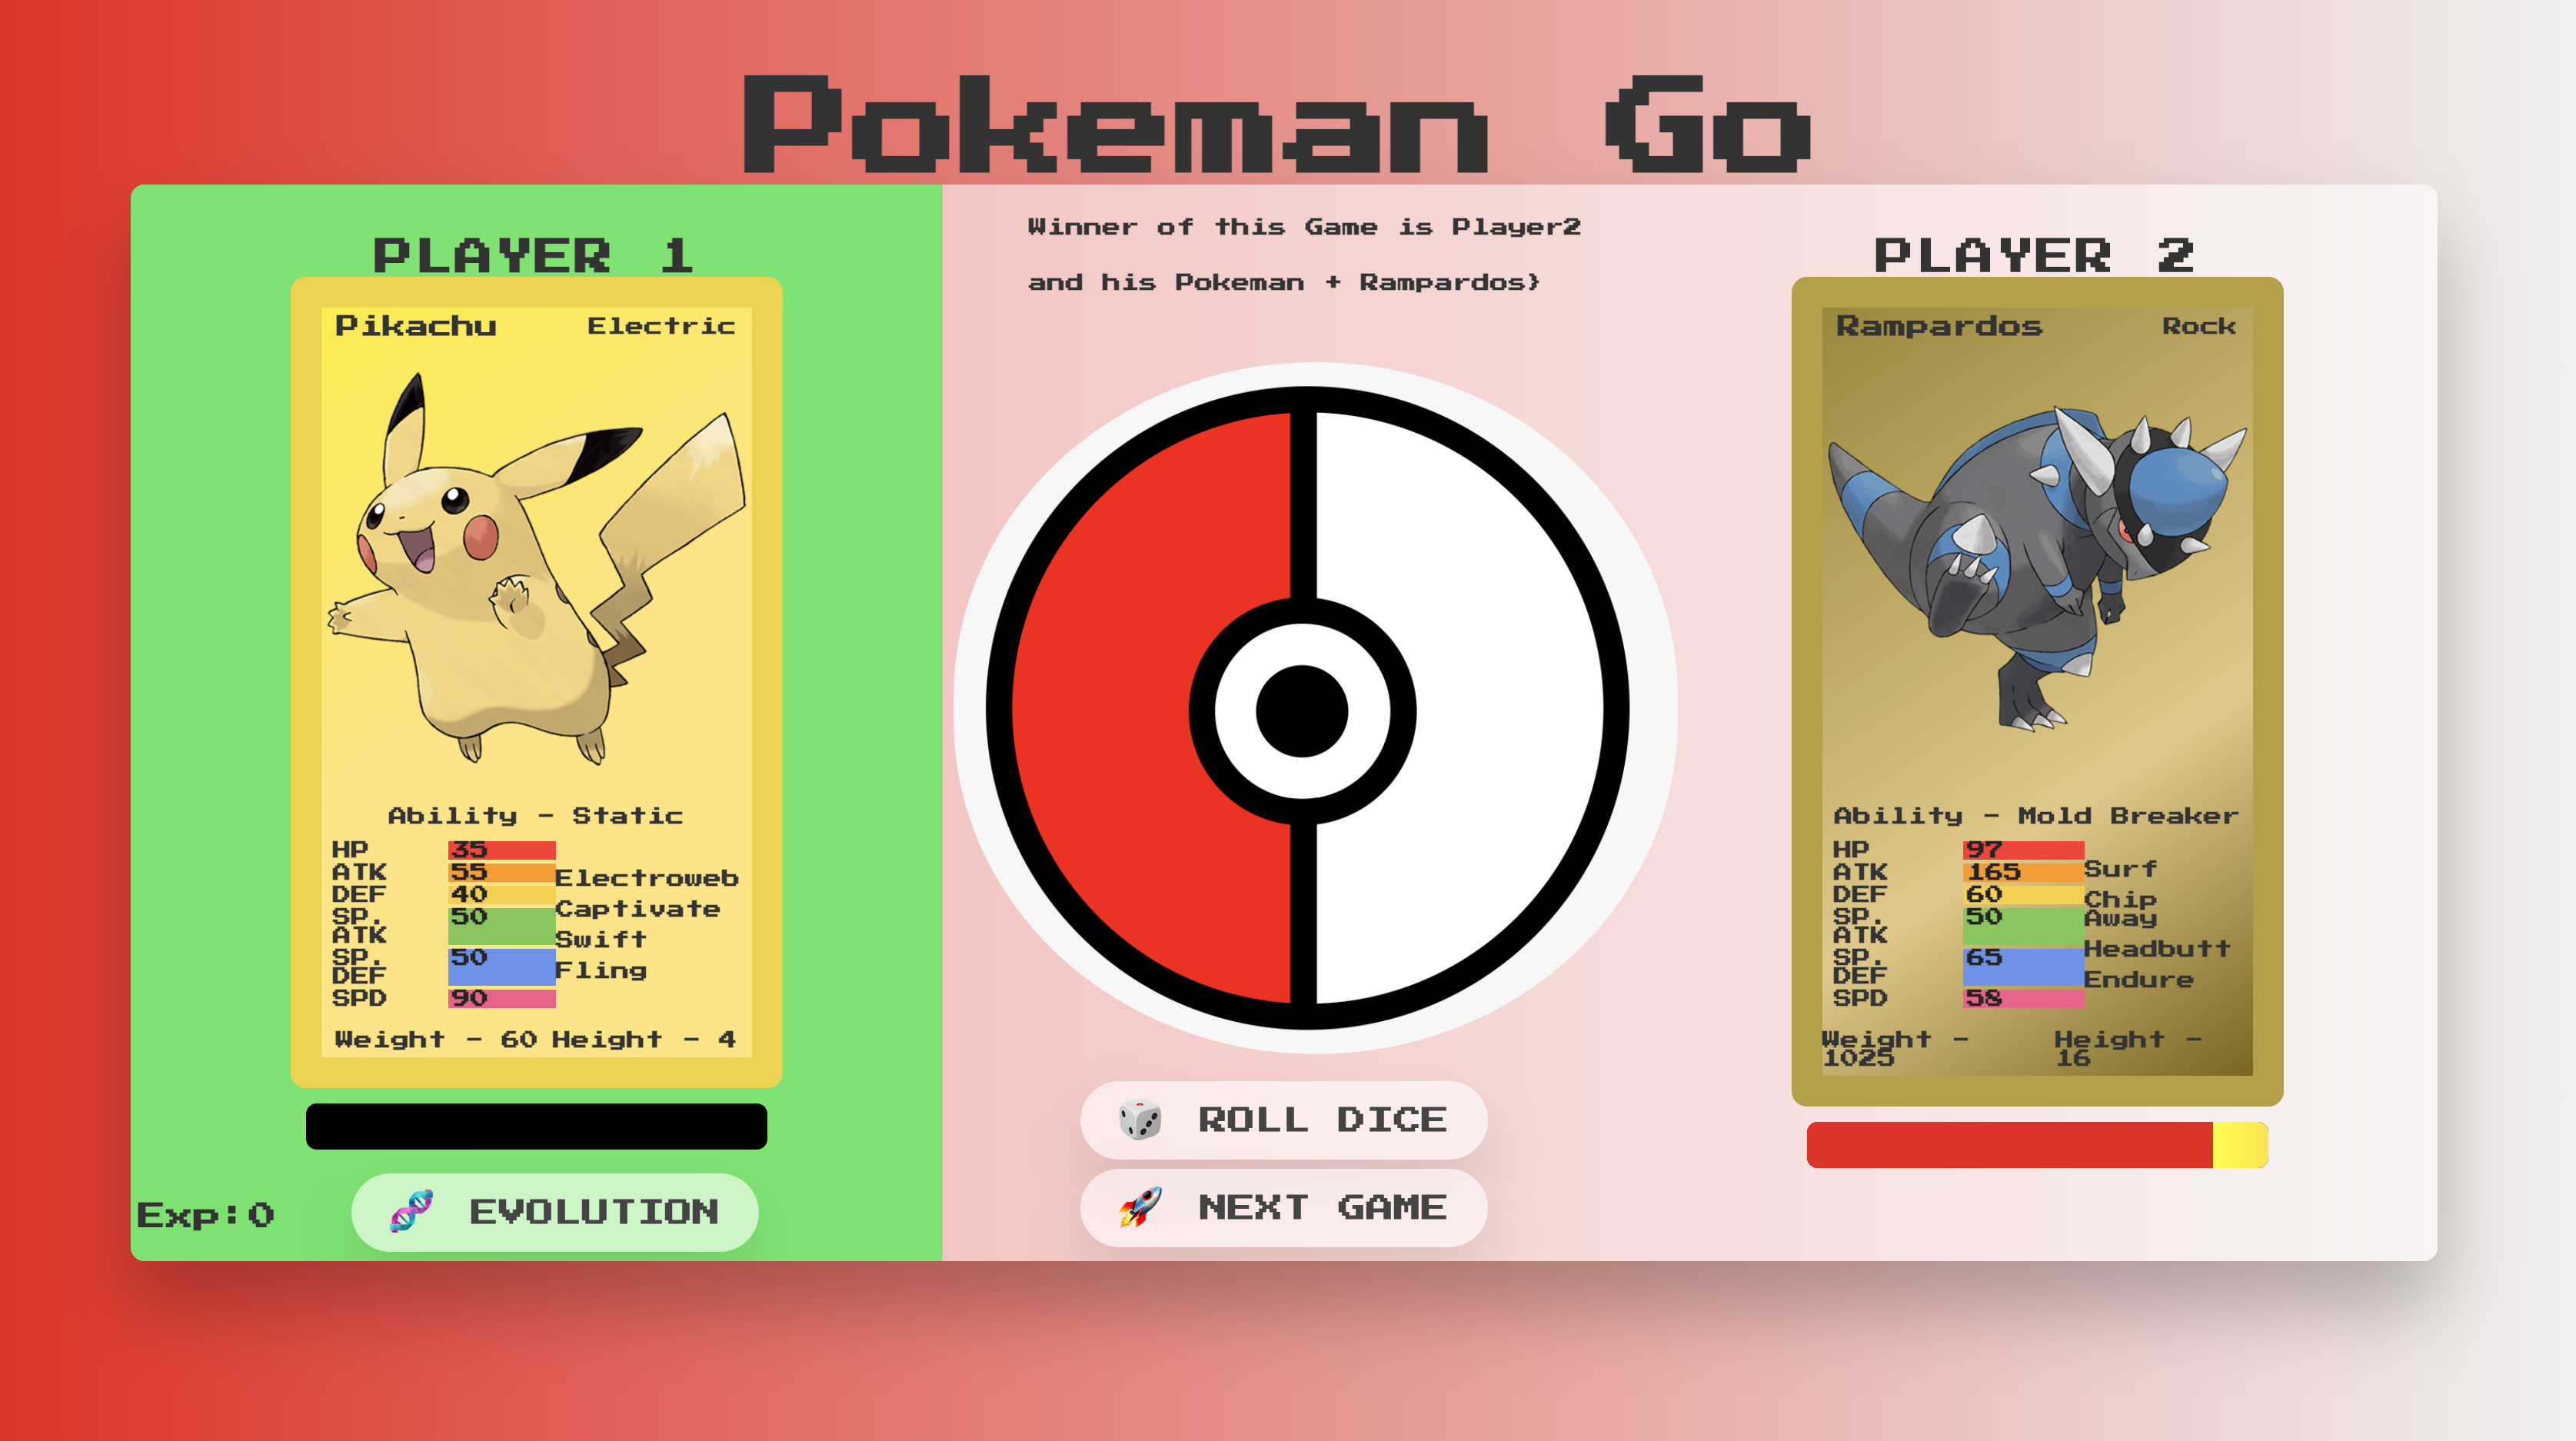 Pokeman Go
PLAYER 1
Pikachu
Electric
Ability - Static
HP 35
ATK 55
DEF 40
SP. 50
ATK
SP. 50
DEF
SPD 90
Electroweb
Captivate
Swift
Fling
Weight - 60 Height - 4
Exp:0
EVOLUTION
Winner of this Game is Player2
and his Pokeman + Rampardos}
ROLL DICE
NEXT GAME
PLAYER 2
Rampardos
Rock
Ability - Mold Breaker
HP 97
ATK 165
DEF 60
SP. 50
ATK
SP. 65
DEF
SPD 58
Surf
Chip
Away
Headbutt
Endure
Weight -
1025
Height -
16